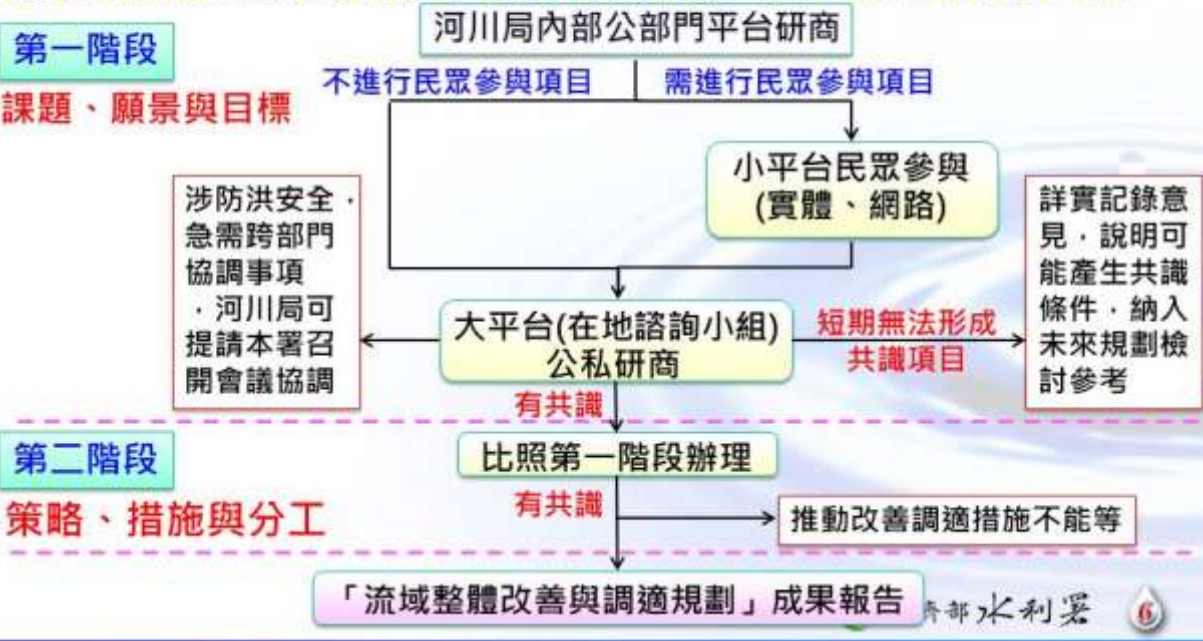 河川局內部公部門平台研商
第一階段
不進行民眾參與項目
需進行民眾參與項目
課題、願景與目標
小平台民眾參與
(實體、網路)
涉防洪安全，
急需跨部門
協調事項
，河川局可
提請本署召
開會議協調
詳實記錄意
見，說明可
能產生共識
條件，納入
未來規劃檢
討參考
大平台(在地諮詢小組)
公私研商
短期無法形成
共識項目
有共識
第二階段
比照第一階段辦理
策略、措施與分工
有共識
推動改善調適措施不能等
「流域整體改善與調適規劃」成果報告
濟部水利署
6